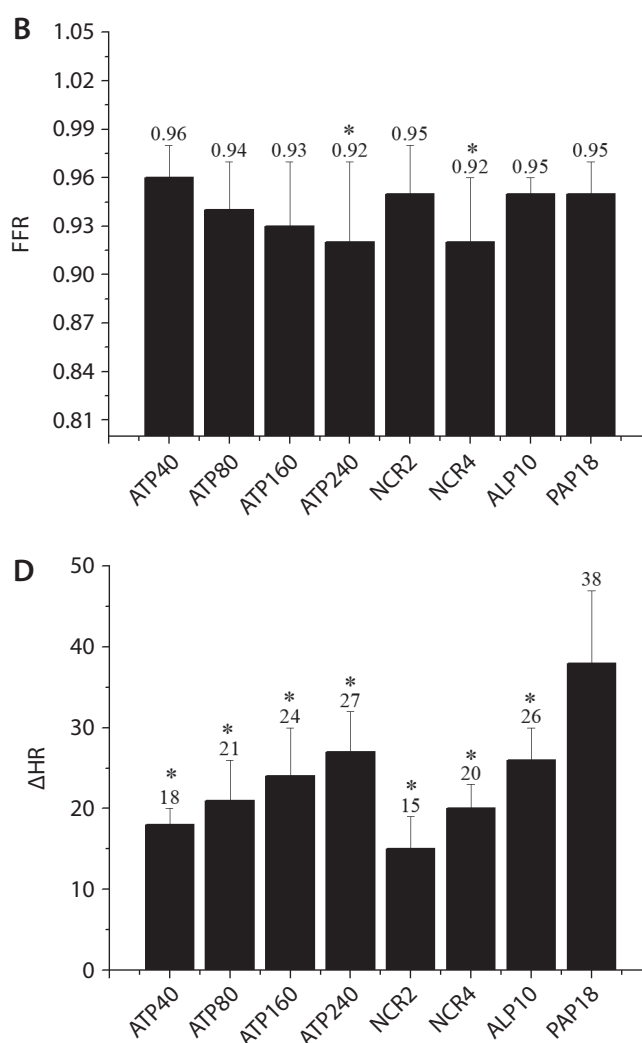 B
1.05
1.02
0.99
0.96
0.93
0.90
0.87
0.84
0.81
FFR
0.96
0.94
0.93
*
0.92
0.95
*
0.92
0.95
0.95
ATP40
ATP80
ATP160
ATP240
NCR2
NCR4
ALP10
PAP18
D
50
40
30
20
10
0
ΔHR
*
18
*
21
*
24
*
27
*
15
*
20
*
26
38
ATP40
ATP80
ATP160
ATP240
NCR2
NCR4
ALP10
PAP18